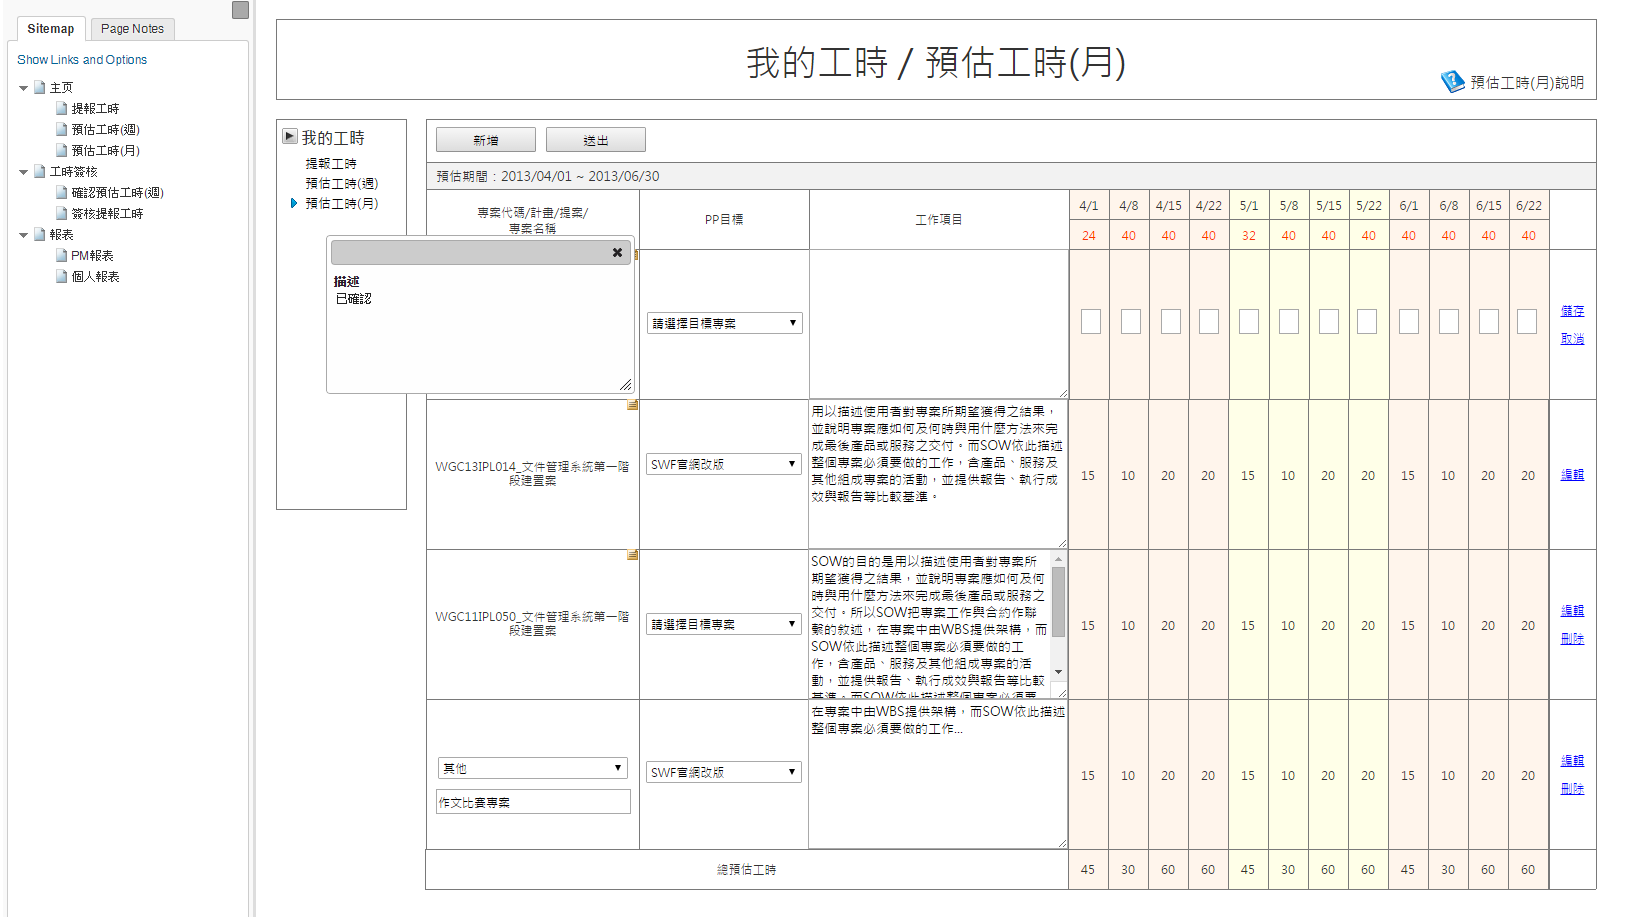 Sitemap
Page Notes
Show Links and Options
主页
提報工時
預估工時(週)
預估工時(月)
工時簽核
確認預估工時(週)
簽核提報工時
報表
PM報表
個人報表
我的工時 / 預估工時(月)
預估工時(月)說明
我的工時
提報工時
預估工時(週)
預估工時(月)
新增
送出
預估期間：2013/04/01 ~ 2013/06/30
專案代碼/計畫/提案/
專案名稱
PP目標
工作項目
4/1 4/8 4/15 4/22 5/1 5/8 5/15 5/22 6/1 6/8 6/15 6/22
24 40 40 40 32 40 40 40 40 40 40 40
描述
已確認
請選擇目標專案
儲存
取消
WGC13IPL014_文件管理系統第一階
段建置案
SWF官網改版
用以描述使用者對專案所期望獲得之結果，
並說明專案應如何及何時與用什麼方法來完
成最後產品或服務之交付。而SOW依此描述
整個專案必須要做的工作，含產品、服務及
其他組成專案的活動，並提供報告、執行成
效與報告等比較基準。
15 10 20 20 15 10 20 20 15 10 20 20
編輯
WGC11IPL050_文件管理系統第一階
段建置案
請選擇目標專案
SOW的目的是用以描述使用者對專案所
期望獲得之結果，並說明專案應如何及何
時與用什麼方法來完成最後產品或服務之
交付。所以SOW把專案工作與合約作聯
繫的敘述，在專案中由WBS提供架構，而
SOW依此描述整個專案必須要做的工
作，含產品、服務及其他組成專案的活
動，並提供報告、執行成效與報告等比較
基準。而SOW依此描述整個專案必須要
15 10 20 20 15 10 20 20 15 10 20 20
編輯
刪除
其他
作文比賽專案
SWF官網改版
在專案中由WBS提供架構，而SOW依此描述
整個專案必須要做的工作...
15 10 20 20 15 10 20 20 15 10 20 20
編輯
刪除
總預估工時
45 30 60 60 45 30 60 60 45 30 60 60